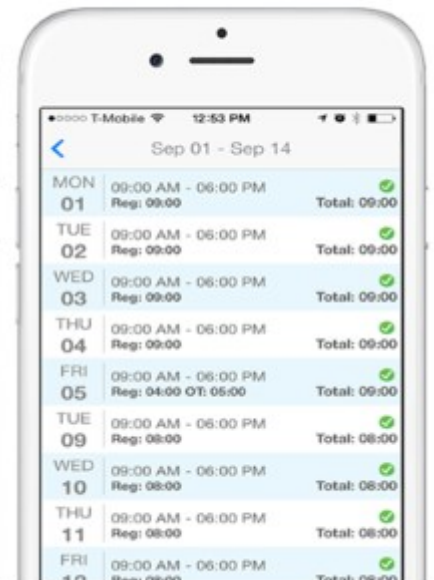 T-Mobile 12:53 PM
Sep 01 - Sep 14
MON 09:00 AM - 06:00 PM
01 Reg: 09:00 Total: 09:00
TUE 09:00 AM - 06:00 PM
02 Reg: 09:00 Total: 09:00
WED 09:00 AM - 06:00 PM
03 Reg: 09:00 Total: 09:00
THU 09:00 AM - 06:00 PM
04 Reg: 09:00 Total: 09:00
FRI 09:00 AM - 06:00 PM
05 Reg: 04:00 OT: 05:00 Total: 09:00
TUE 09:00 AM - 06:00 PM
09 Reg: 08:00 Total: 08:00
WED 09:00 AM - 06:00 PM
10 Reg: 08:00 Total: 08:00
THU 09:00 AM - 06:00 PM
11 Reg: 08:00 Total: 08:00
FRI 09:00 AM - 06:00 PM